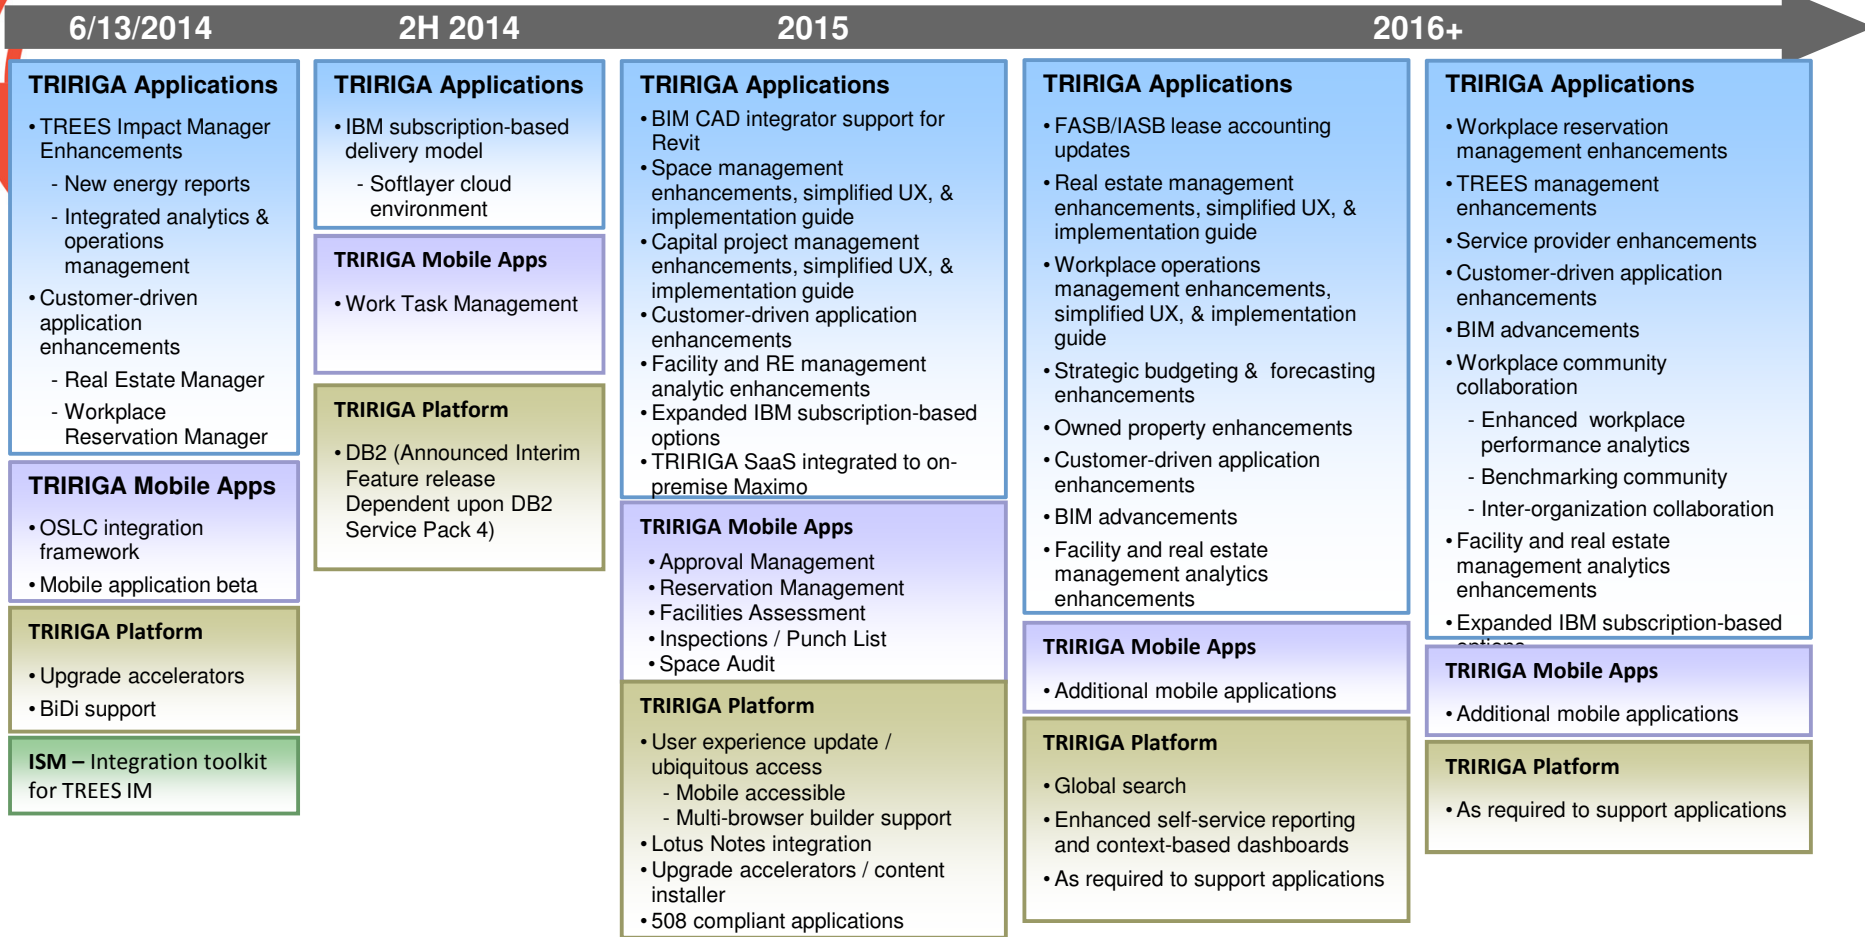 6/13/2014
2H 2014
2015
2016+
TRIRIGA Applications
• TREES Impact Manager
Enhancements
- New energy reports
- Integrated analytics &
operations
management
• Customer-driven
application
enhancements
- Real Estate Manager
- Workplace
Reservation Manager
TRIRIGA Mobile Apps
• OSLC integration
framework
• Mobile application beta
TRIRIGA Platform
• Upgrade accelerators
• BiDi support
ISM – Integration toolkit
for TREES IM
TRIRIGA Applications
• IBM subscription-based
delivery model
- Softlayer cloud
environment
TRIRIGA Mobile Apps
• Work Task Management
TRIRIGA Platform
• DB2 (Announced Interim
Feature release
Dependent upon DB2
Service Pack 4)
TRIRIGA Applications
• BIM CAD integrator support for
Revit
• Space management
enhancements, simplified UX, &
implementation guide
• Capital project management
enhancements, simplified UX, &
implementation guide
• Customer-driven application
enhancements
• Facility and RE management
analytic enhancements
• Expanded IBM subscription-based
options
• TRIRIGA SaaS integrated to on-
premise Maximo
TRIRIGA Mobile Apps
• Approval Management
• Reservation Management
• Facilities Assessment
• Inspections / Punch List
• Space Audit
TRIRIGA Platform
• User experience update /
ubiquitous access
- Mobile accessible
- Multi-browser builder support
• Lotus Notes integration
• Upgrade accelerators / content
installer
• 508 compliant applications
TRIRIGA Applications
• FASB/IASB lease accounting
updates
• Real estate management
enhancements, simplified UX, &
implementation guide
• Workplace operations
management enhancements,
simplified UX, & implementation
guide
• Strategic budgeting & forecasting
enhancements
• Owned property enhancements
• Customer-driven application
enhancements
• BIM advancements
• Facility and real estate
management analytics
enhancements
TRIRIGA Mobile Apps
• Additional mobile applications
TRIRIGA Platform
• Global search
• Enhanced self-service reporting
and context-based dashboards
• As required to support applications
TRIRIGA Applications
• Workplace reservation
management enhancements
• TREES management
enhancements
• Service provider enhancements
• Customer-driven application
enhancements
• BIM advancements
• Workplace community
collaboration
- Enhanced workplace
performance analytics
- Benchmarking community
- Inter-organization collaboration
• Facility and real estate
management analytics
enhancements
• Expanded IBM subscription-based
options
TRIRIGA Mobile Apps
• Additional mobile applications
TRIRIGA Platform
• As required to support applications